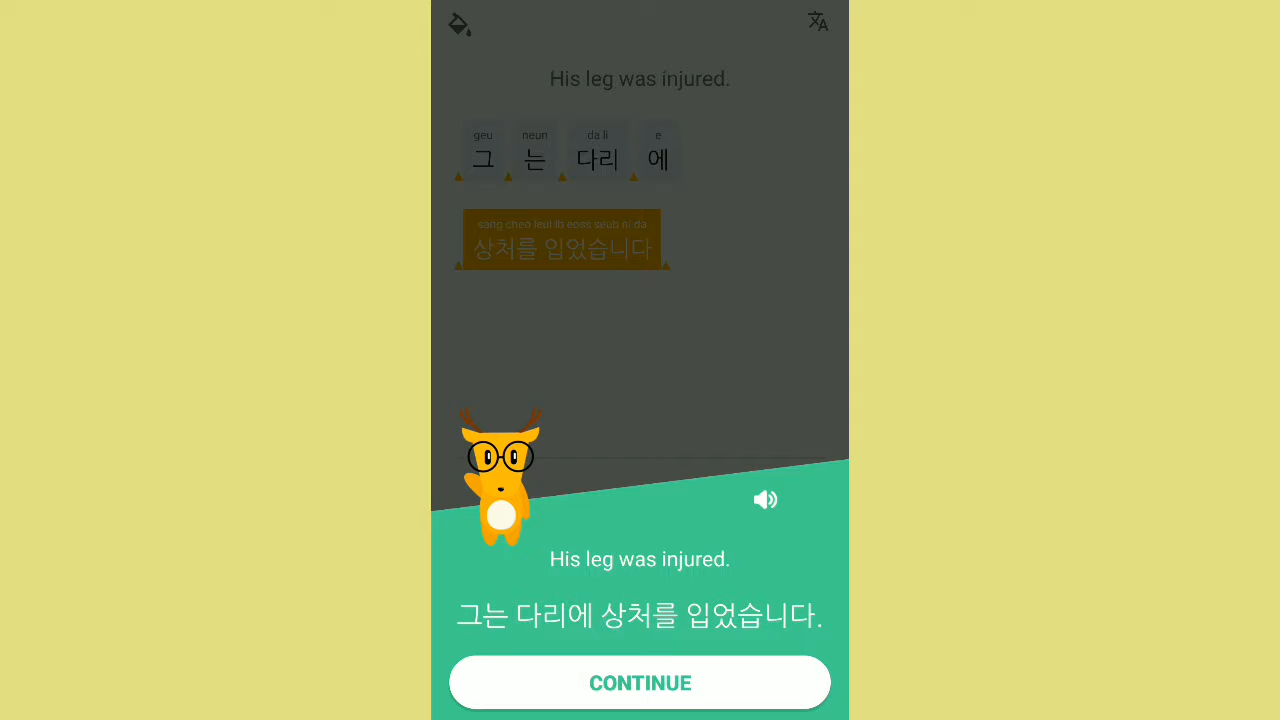 His leg was injured.
geu neun da li e
그 는 다리 에
sang cheo leul ib eoss seub ni da
상처를 입었습니다
His leg was injured.
그는 다리에 상처를 입었습니다.
CONTINUE